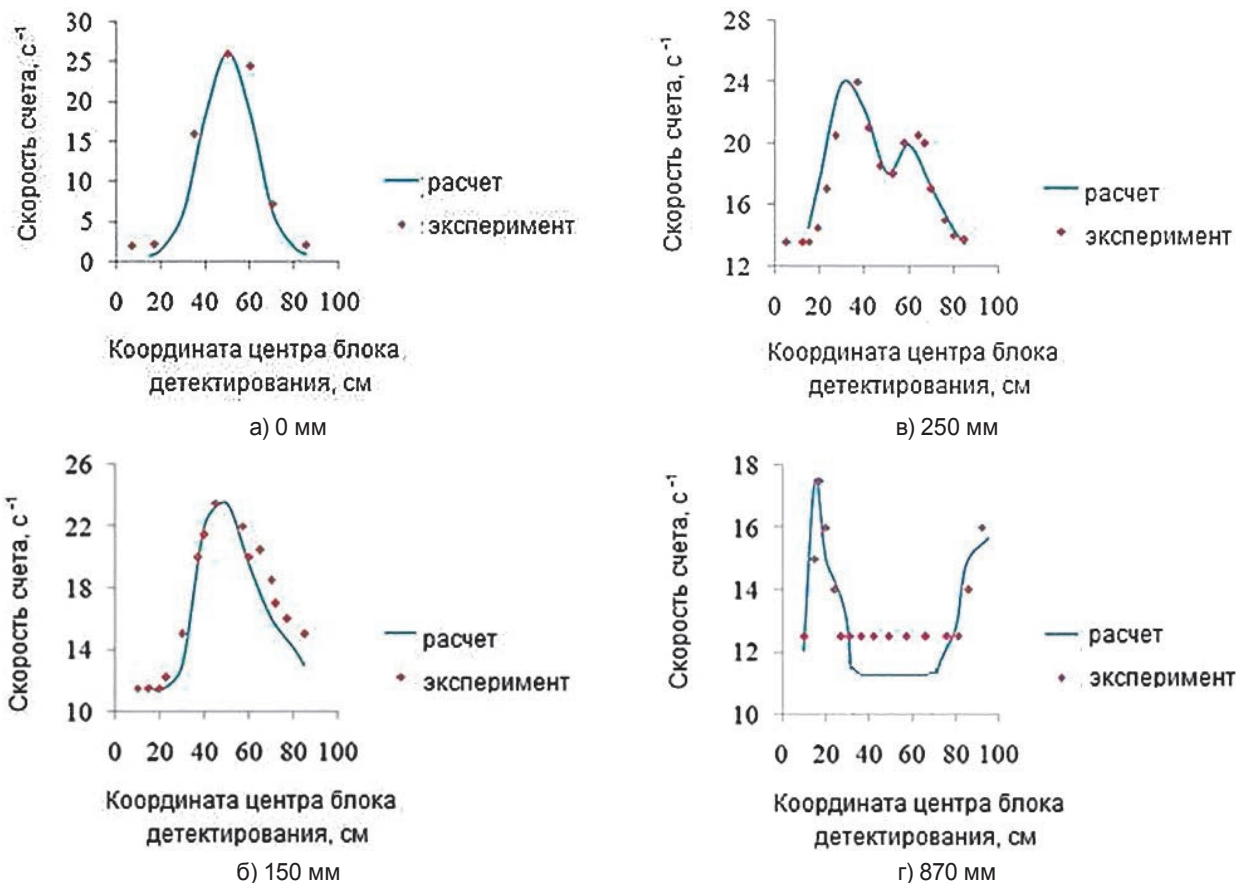 Скорость счета, с⁻¹
30
25
20
15
10
5
0
0 20 40 60 80 100
Координата центра блока
детектирования, см
расчет
эксперимент
а) 0 мм
Скорость счета, с⁻¹
28
24
20
16
12
0 20 40 60 80 100
Координата центра блока
детектирования, см
расчет
эксперимент
в) 250 мм
Скорость счета, с⁻¹
26
22
18
14
10
0 20 40 60 80 100
Координата центра блока
детектирования, см
расчет
эксперимент
б) 150 мм
Скорость счета, с⁻¹
18
16
14
12
10
0 20 40 60 80 100
Координата центра блока
детектирования, см
расчет
эксперимент
г) 870 мм